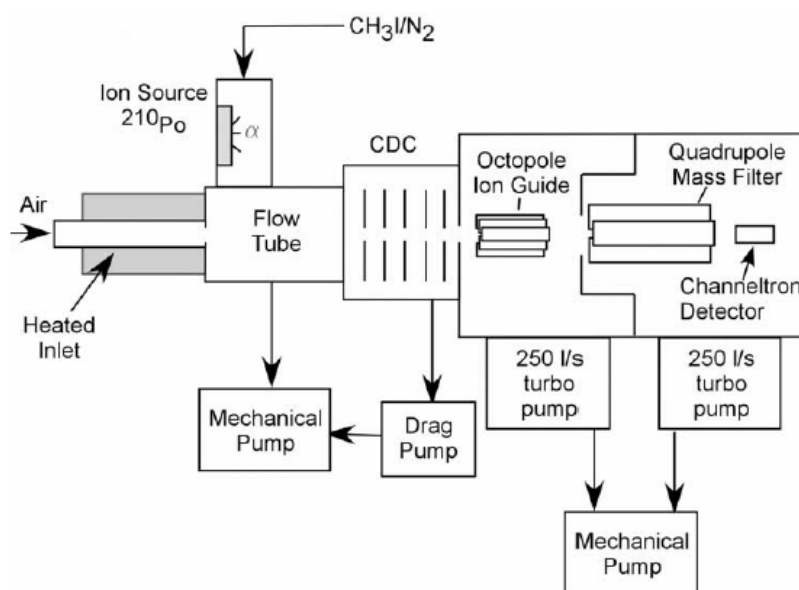 CH3I/N2
Ion Source
210Po
α
CDC
Octopole
Ion Guide
Quadrupole
Mass Filter
Air
Flow
Tube
Channeltron
Detector
Heated
Inlet
250 l/s
turbo
pump
250 l/s
turbo
pump
Mechanical
Pump
Drag
Pump
Mechanical
Pump